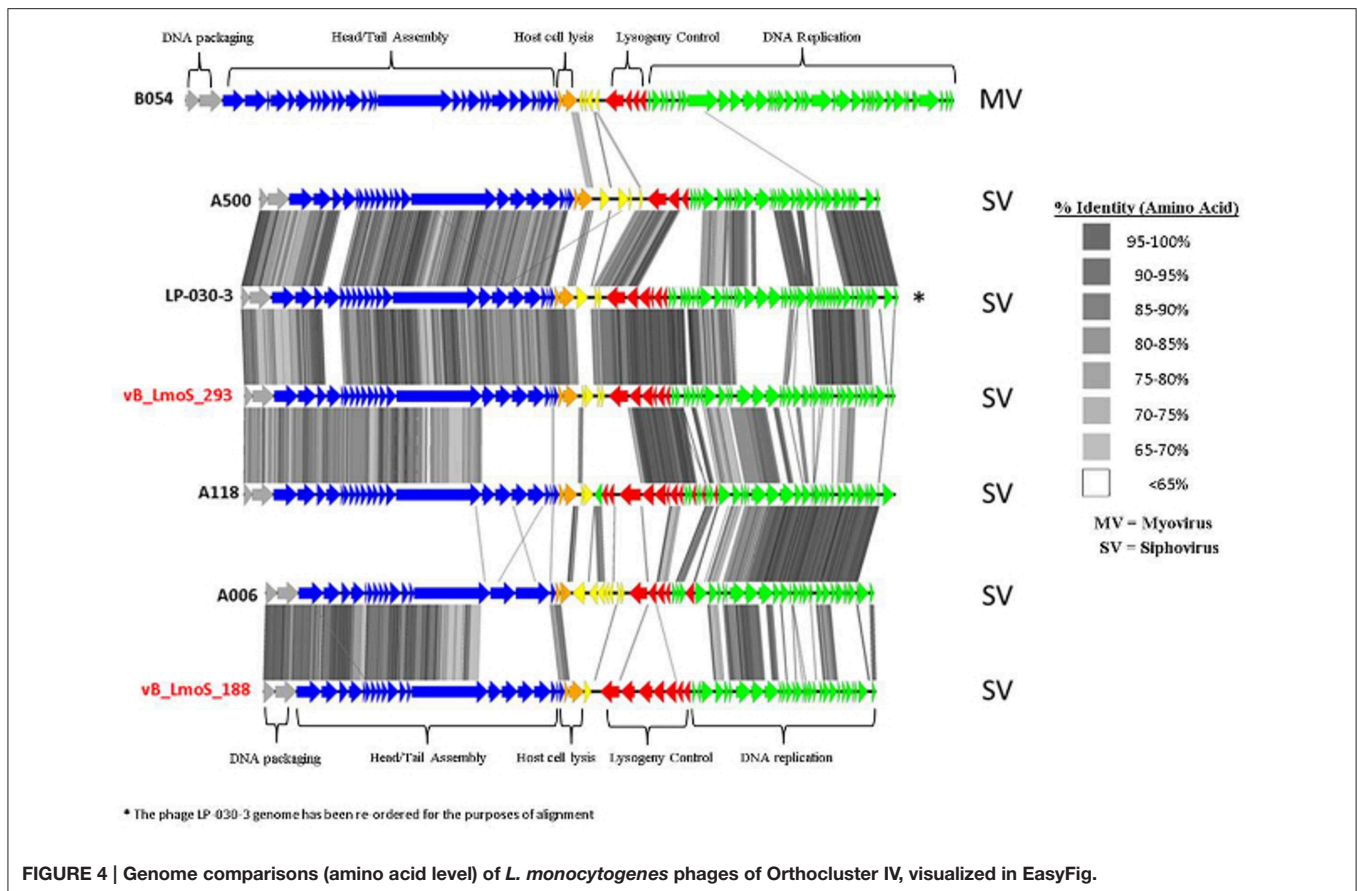 DNA packaging
Head/Tail Assembly
Host cell lysis
Lysogeny Control
DNA Replication
B054
MV
A500
SV
% Identity (Amino Acid)
95-100%
90-95%
85-90%
80-85%
75-80%
70-75%
65-70%
<65%
MV = Myovirus
SV = Siphovirus
LP-030-3
*
SV
vB_LmoS_293
SV
A118
SV
A006
SV
vB_LmoS_188
SV
DNA packaging
Head/Tail Assembly
Host cell lysis
Lysogeny Control
DNA replication
* The phage LP-030-3 genome has been re-ordered for the purposes of alignment
FIGURE 4 | Genome comparisons (amino acid level) of L. monocytogenes phages of Orthocluster IV, visualized in EasyFig.